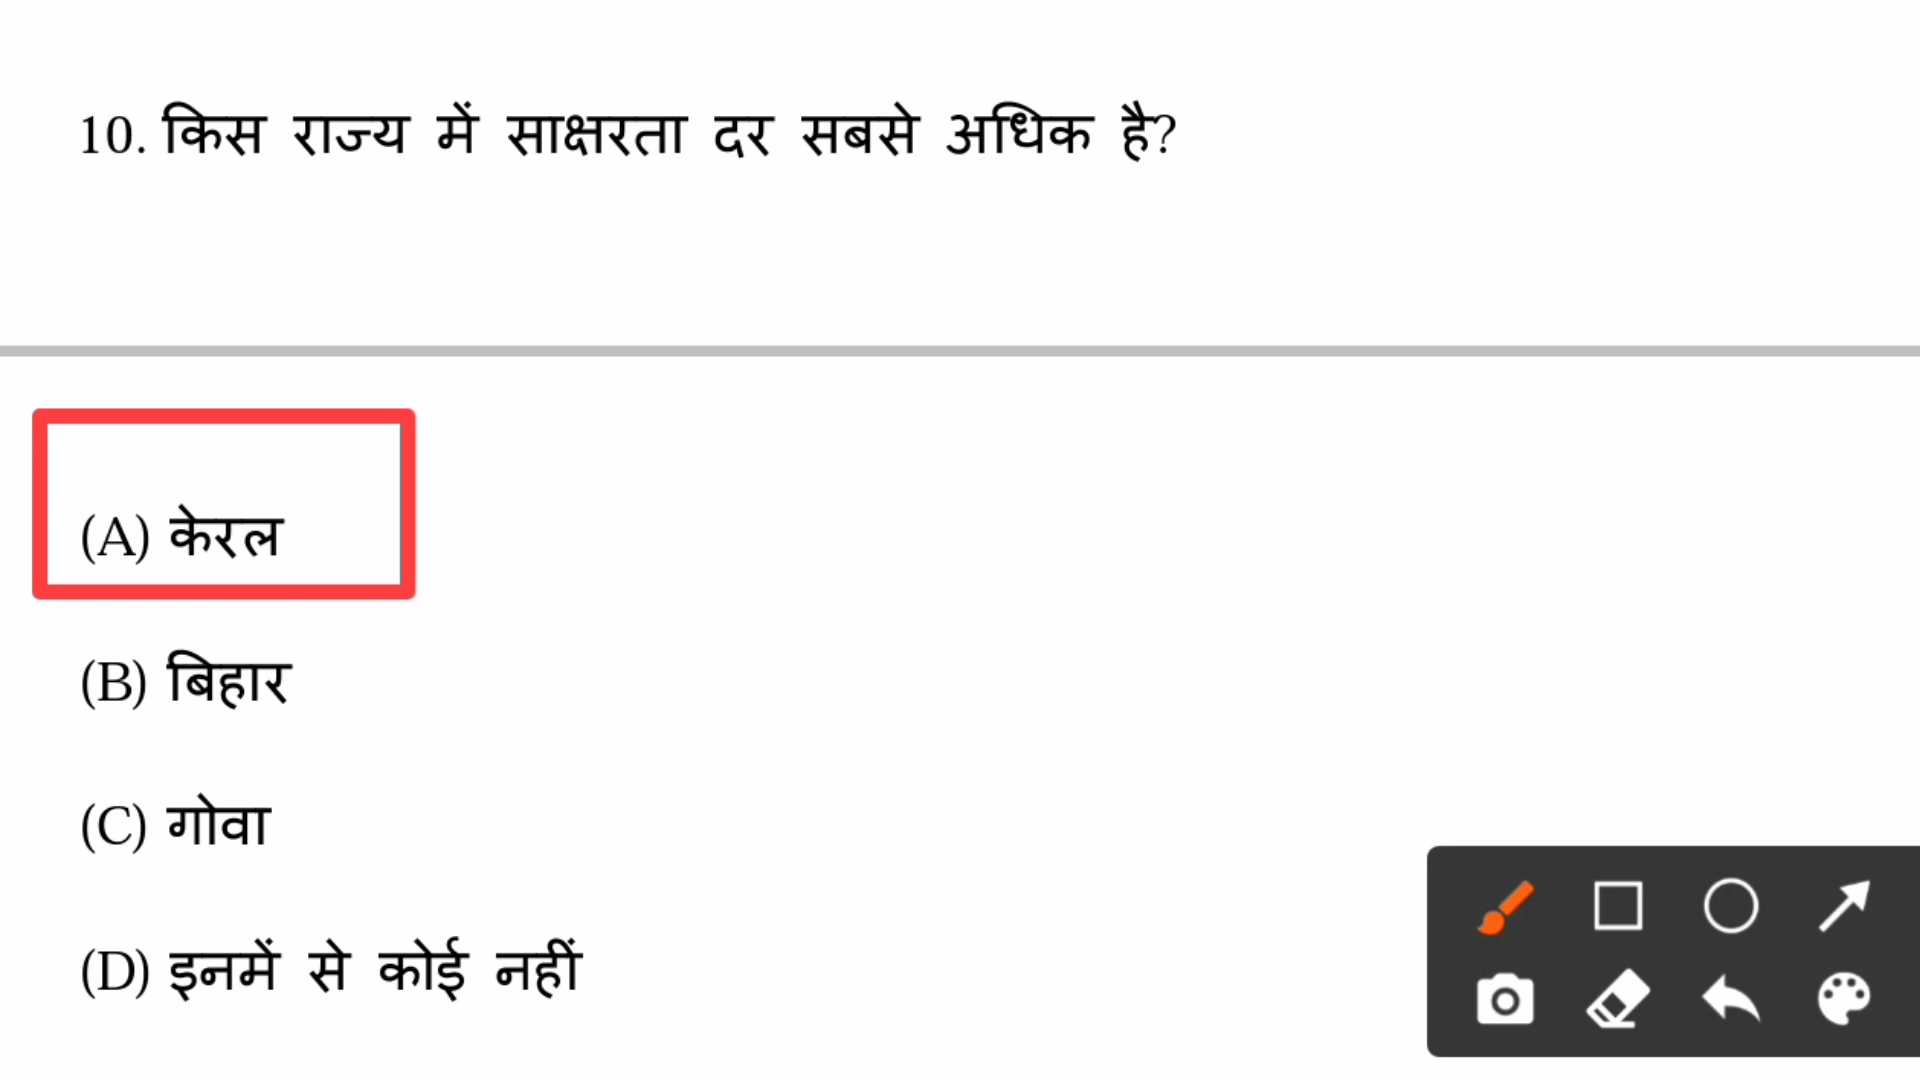 10. किस राज्य में साक्षरता दर सबसे अधिक है?
(A) केरल
(B) बिहार
(C) गोवा
(D) इनमें से कोई नहीं